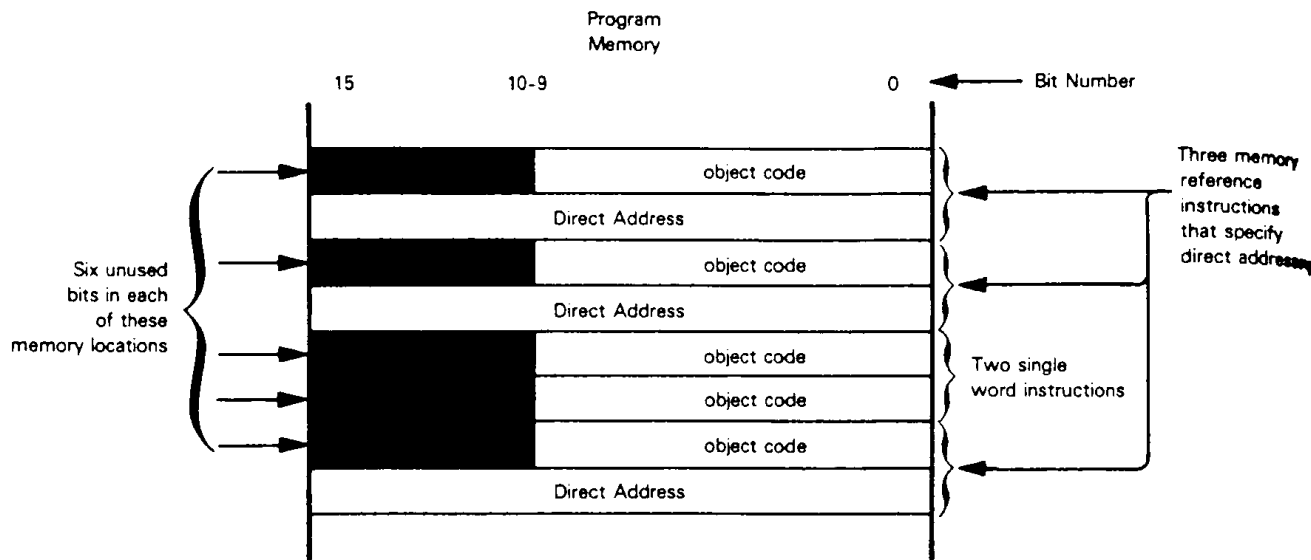 Program
Memory
15 10-9 0 Bit Number
object code
Direct Address
object code
Direct Address
object code
object code
object code
Direct Address
Six unused
bits in each
of these
memory locations
Three memory
reference
instructions
that specify
direct addressing
Two single
word instructions